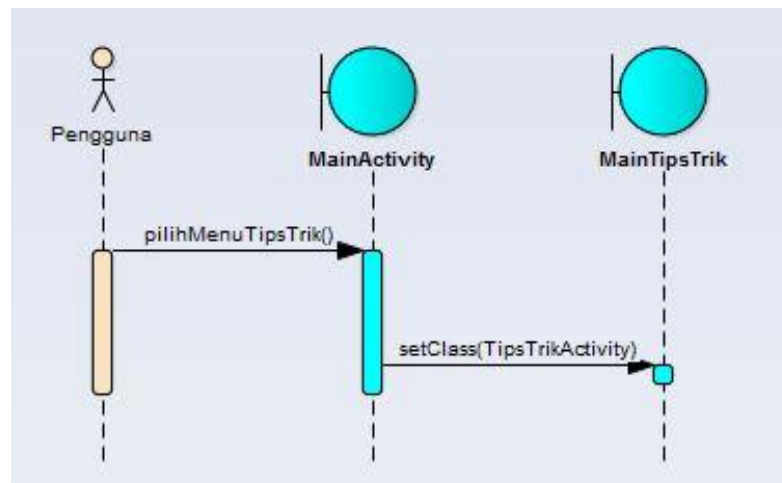 Pengguna
MainActivity
MainTipsTrik
pilihMenuTipsTrik()
setClass(TipsTrikActivity)